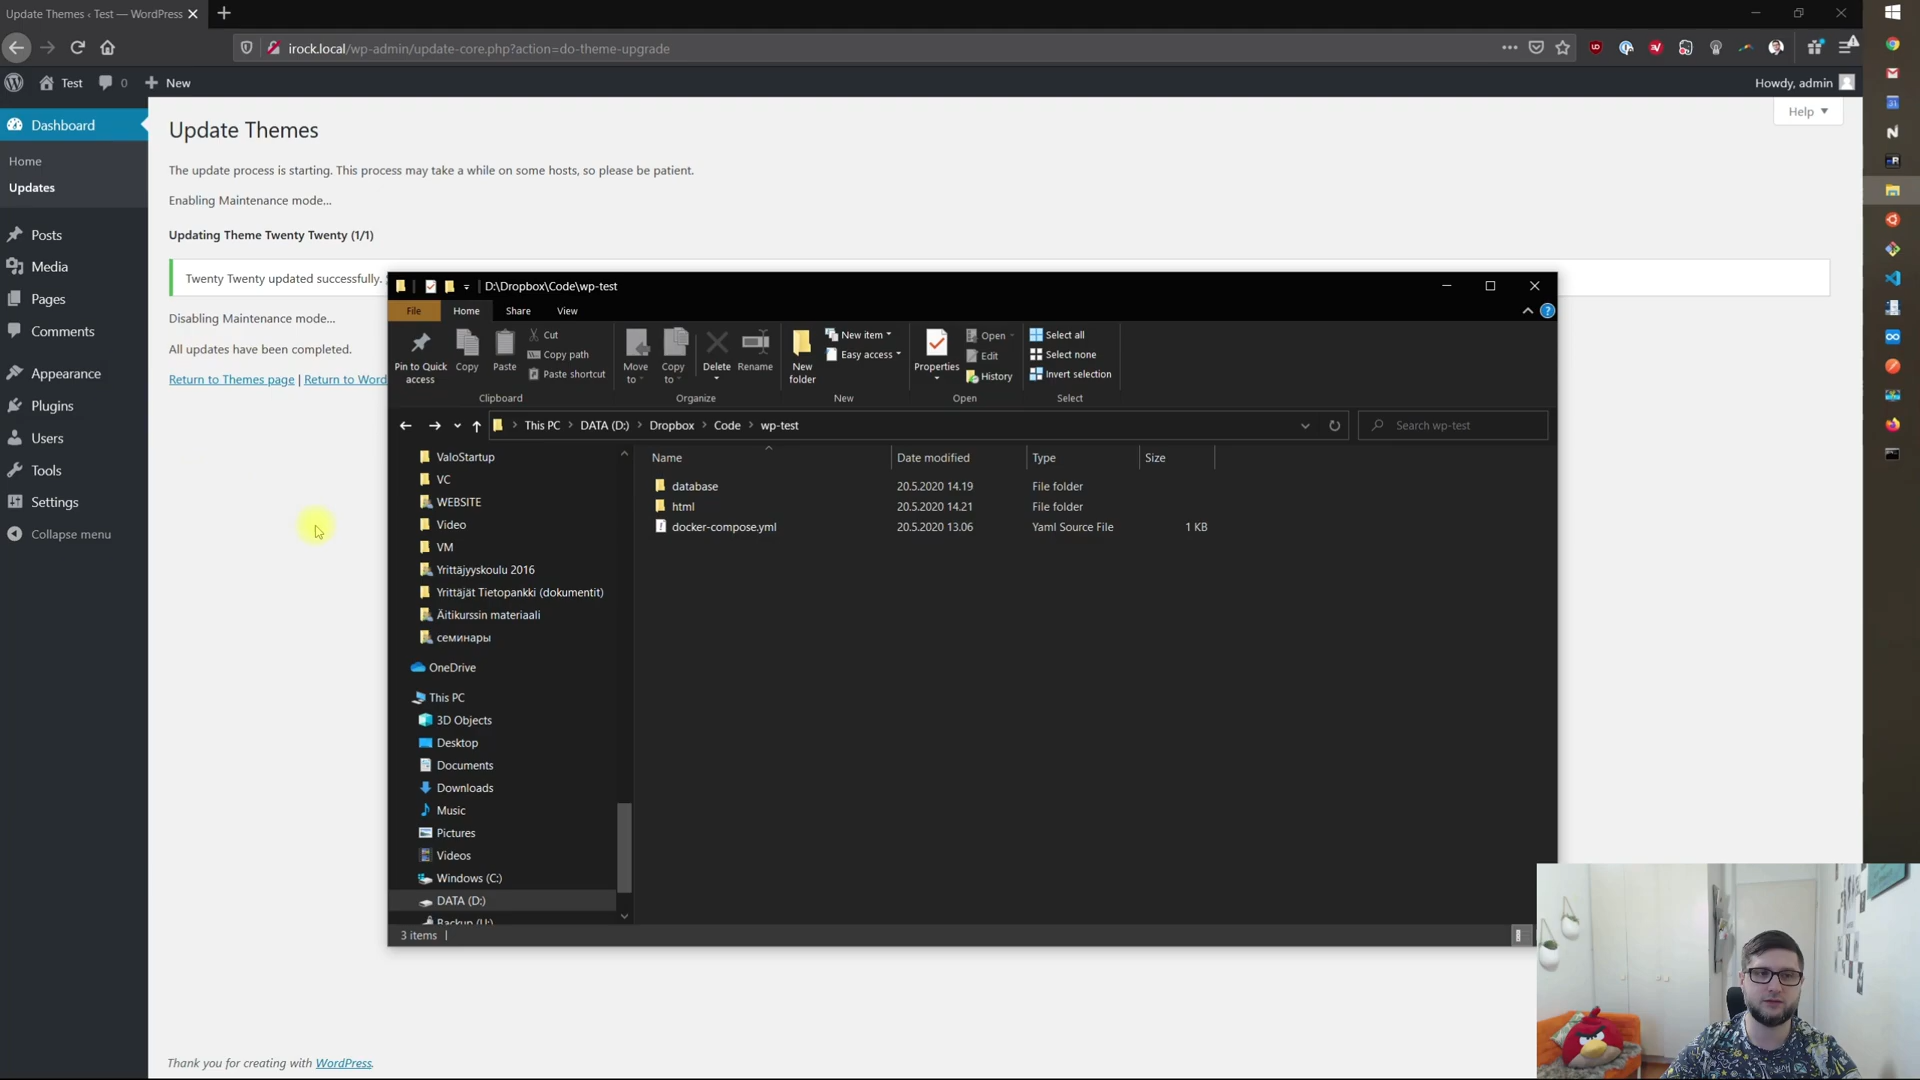 Update Themes ‹ Test — WordPress
irock.local/wp-admin/update-core.php?action=do-theme-upgrade
Test
0
New
Howdy, admin
Dashboard
Home
Updates
Posts
Media
Pages
Comments
Appearance
Plugins
Users
Tools
Settings
Collapse menu
Help
Update Themes
The update process is starting. This process may take a while on some hosts, so please be patient.
Enabling Maintenance mode...
Updating Theme Twenty Twenty (1/1)
Twenty Twenty updated successfully.
Disabling Maintenance mode...
All updates have been completed.
Return to Themes page | Return to Word
D:\Dropbox\Code\wp-test
File Home Share View
Pin to Quick access
Copy
Paste
Cut
Copy path
Paste shortcut
Clipboard
Move to
Copy to
Delete
Rename
Organize
New folder
New item
Easy access
New
Properties
Open
Edit
History
Open
Select all
Select none
Invert selection
Select
This PC > DATA (D:) > Dropbox > Code > wp-test
Search wp-test
ValoStartup
VC
WEBSITE
Video
VM
Yrittäjyyskoulu 2016
Yrittäjät Tietopankki (dokumentit)
Äitikurssin materiaali
семинары
OneDrive
This PC
3D Objects
Desktop
Documents
Downloads
Music
Pictures
Videos
Windows (C:)
DATA (D:)
Name Date modified Type Size
database 20.5.2020 14.19 File folder
html 20.5.2020 14.21 File folder
docker-compose.yml 20.5.2020 13.06 Yaml Source File 1 KB
3 items
Thank you for creating with WordPress.